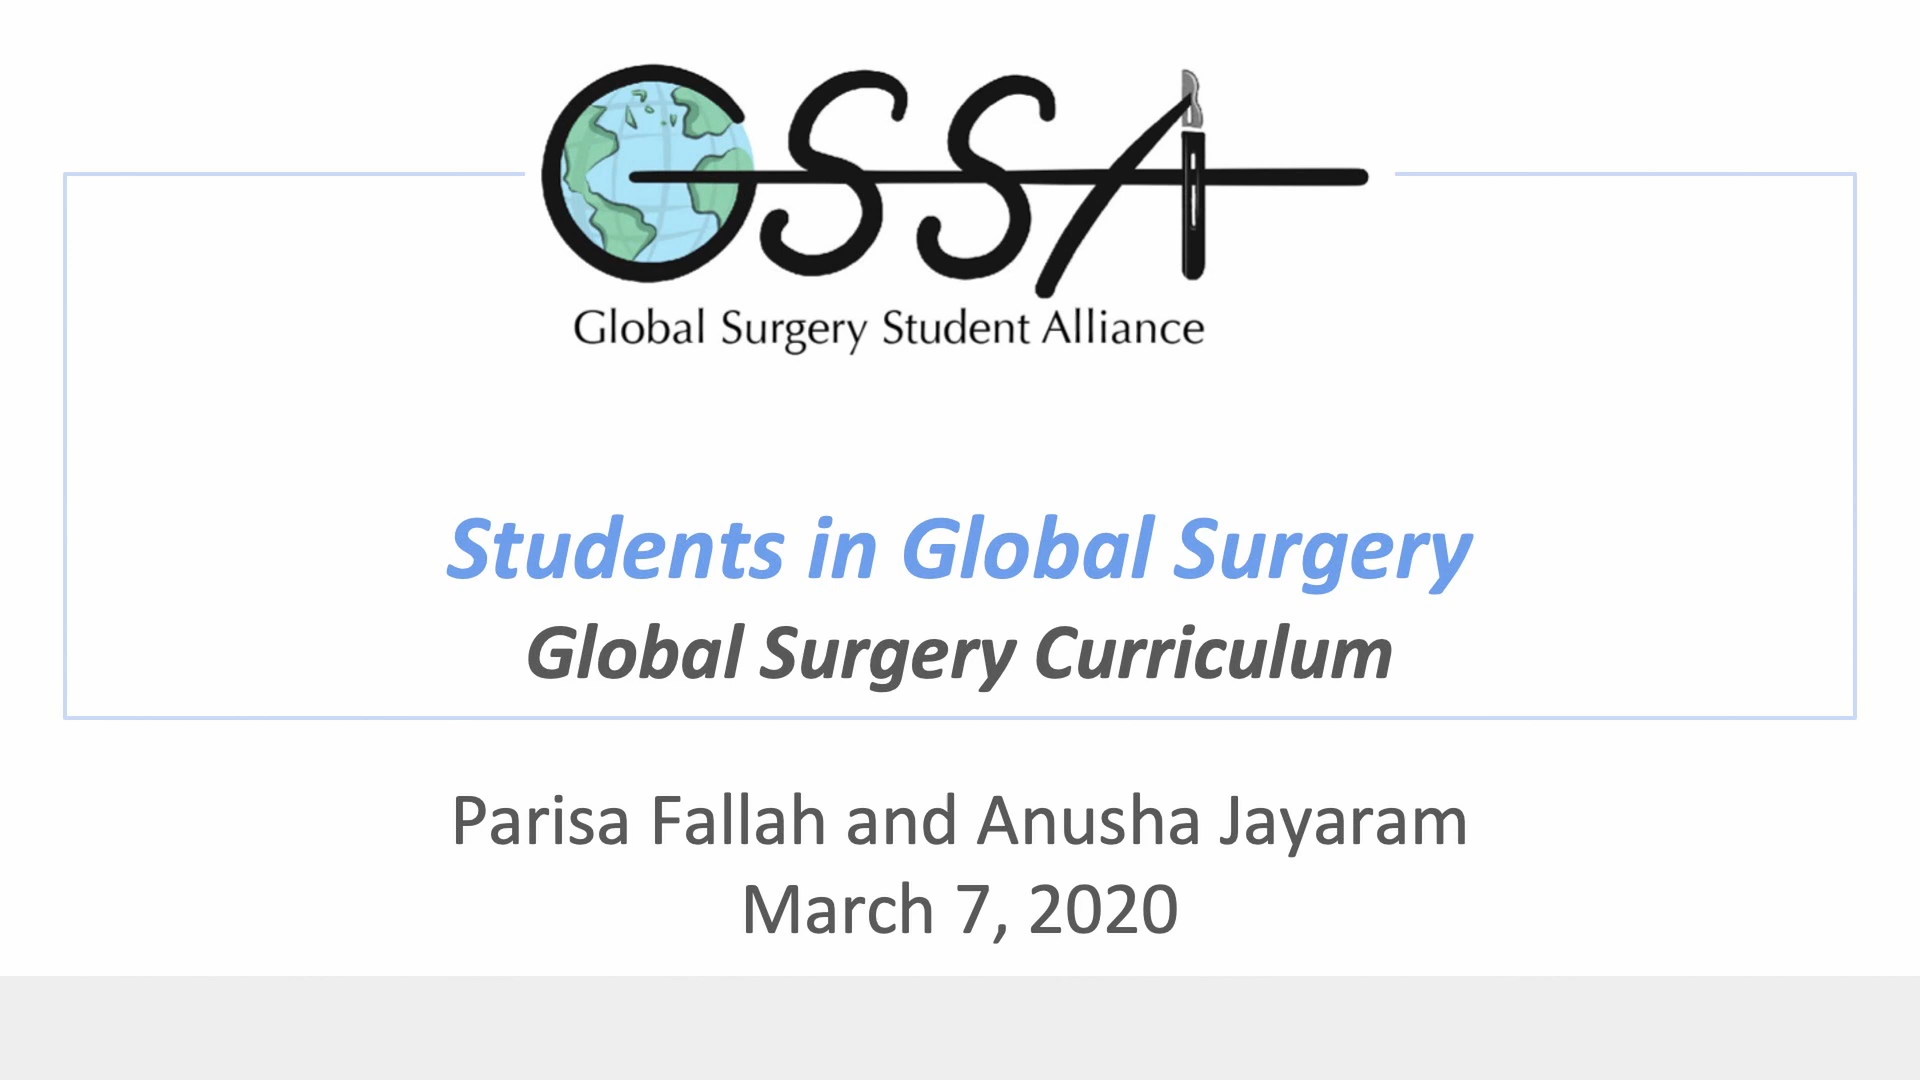 GSSA
Global Surgery Student Alliance
Students in Global Surgery
Global Surgery Curriculum
Parisa Fallah and Anusha Jayaram
March 7, 2020